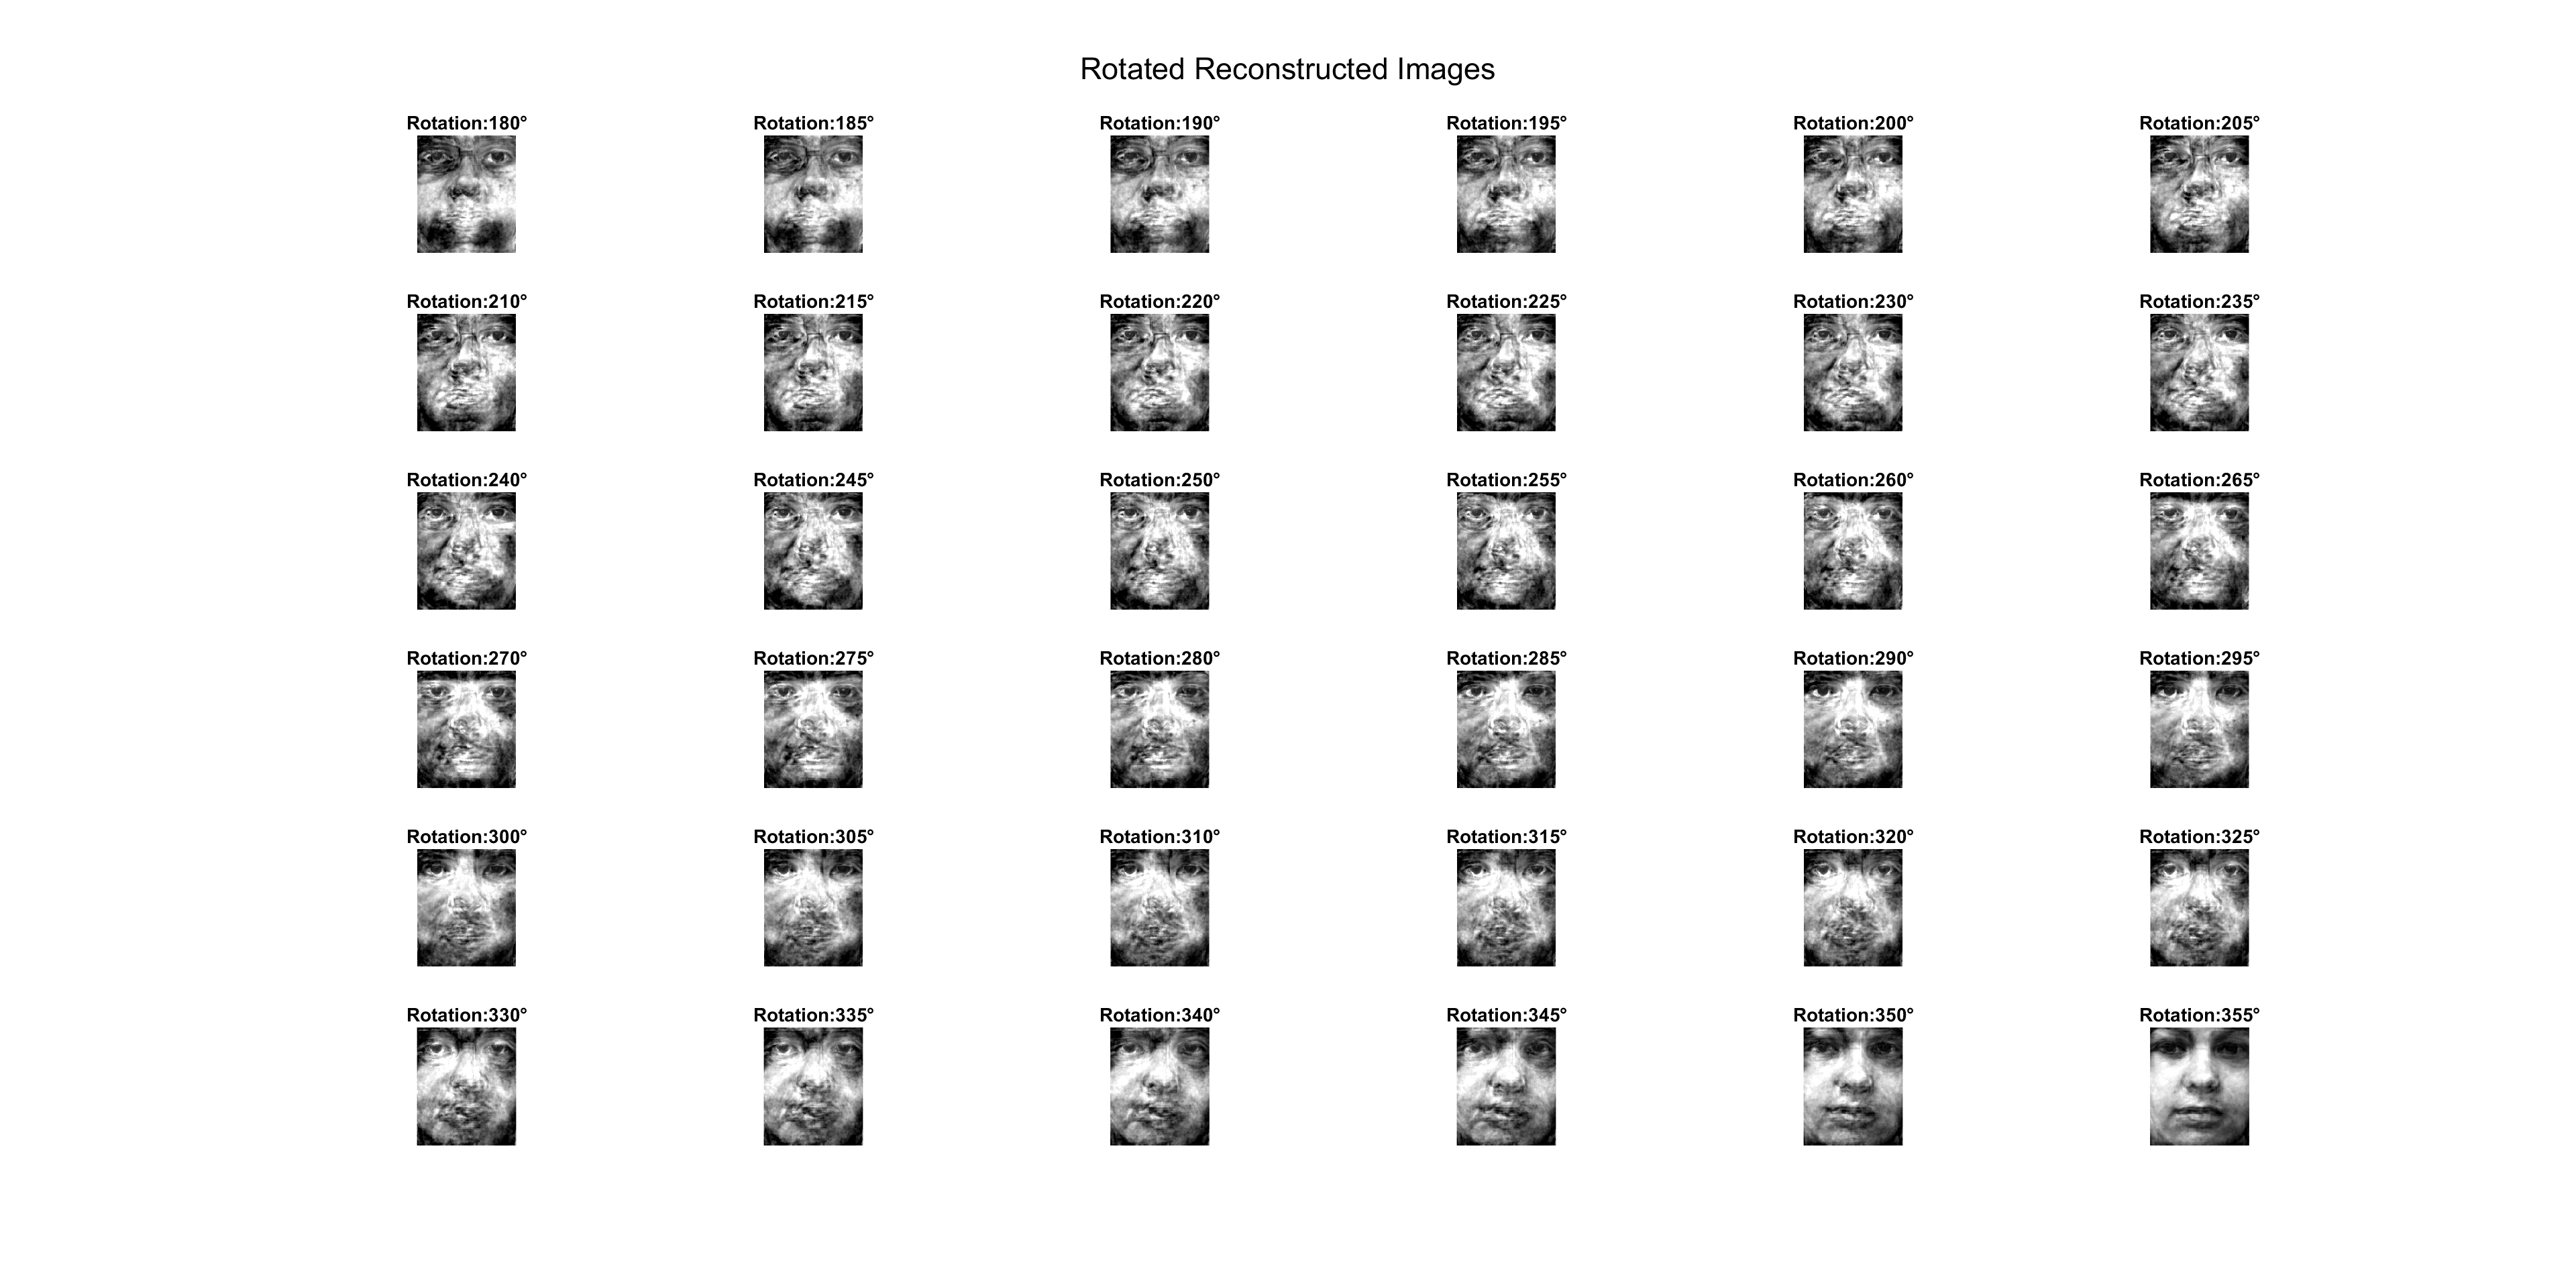 Rotated Reconstructed Images
Rotation:180° Rotation:185° Rotation:190° Rotation:195° Rotation:200° Rotation:205°
Rotation:210° Rotation:215° Rotation:220° Rotation:225° Rotation:230° Rotation:235°
Rotation:240° Rotation:245° Rotation:250° Rotation:255° Rotation:260° Rotation:265°
Rotation:270° Rotation:275° Rotation:280° Rotation:285° Rotation:290° Rotation:295°
Rotation:300° Rotation:305° Rotation:310° Rotation:315° Rotation:320° Rotation:325°
Rotation:330° Rotation:335° Rotation:340° Rotation:345° Rotation:350° Rotation:355°